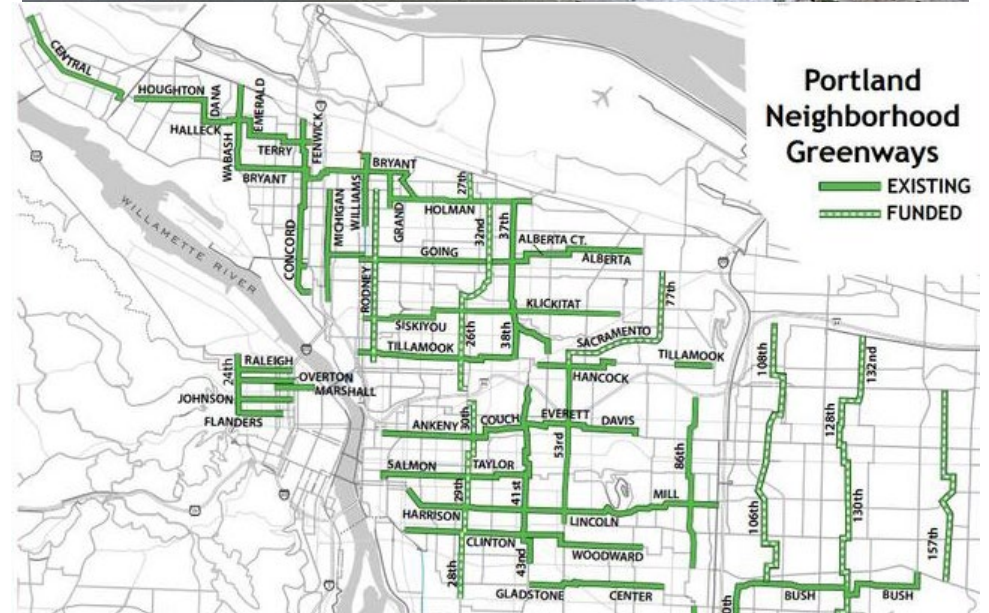 Portland
Neighborhood
Greenways
EXISTING
FUNDED
CENTRAL
HOUGHTON
DANA
EMERALD
HALLECK
WABASH
TERRY
FENWICK
BRYANT
BRYANT
WILLAMETTE RIVER
CONCORD
MICHIGAN
WILLIAMS
GRAND
27th
HOLMAN
32nd
37th
ALBERTA CT.
GOING
ALBERTA
RODNEY
77th
KLICKITAT
SISKIYOU
26th
38th
SACRAMENTO
TILLAMOOK
TILLAMOOK
HANCOCK
108th
132nd
24th
RALEIGH
OVERTON
MARSHALL
JOHNSON
FLANDERS
30th
COUCH
EVERETT
DAVIS
ANKENY
53rd
86th
128th
SALMON
TAYLOR
29th
41st
MILL
HARRISON
LINCOLN
106th
130th
157th
CLINTON
WOODWARD
43nd
28th
GLADSTONE
CENTER
BUSH
BUSH